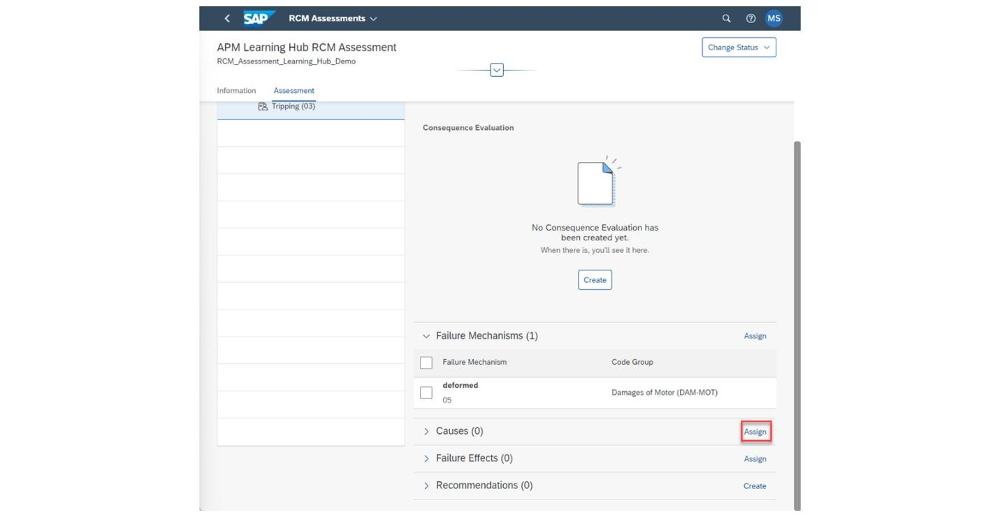 SAP RCM Assessments
MS
APM Learning Hub RCM Assessment
Change Status
RCM_Assessment_Learning_Hub_Demo
Information Assessment
Tripping (03)
Consequence Evaluation
No Consequence Evaluation has
been created yet.
When there is, you'll see it here.
Create
Failure Mechanisms (1) Assign
Failure Mechanism Code Group
deformed
05
Damages of Motor (DAM-MOT)
Causes (0) Assign
Failure Effects (0) Assign
Recommendations (0) Create